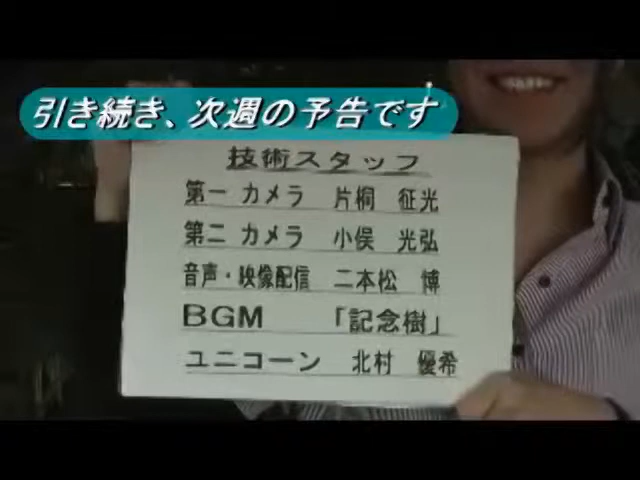 引き続き、次週の予告です
技術スタッフ
第一 カメラ 片桐 征光
第二 カメラ 小俣 光弘
音声・映像配信 二本松 博
BGM 「記念樹」
ユニコーン 北村 優希